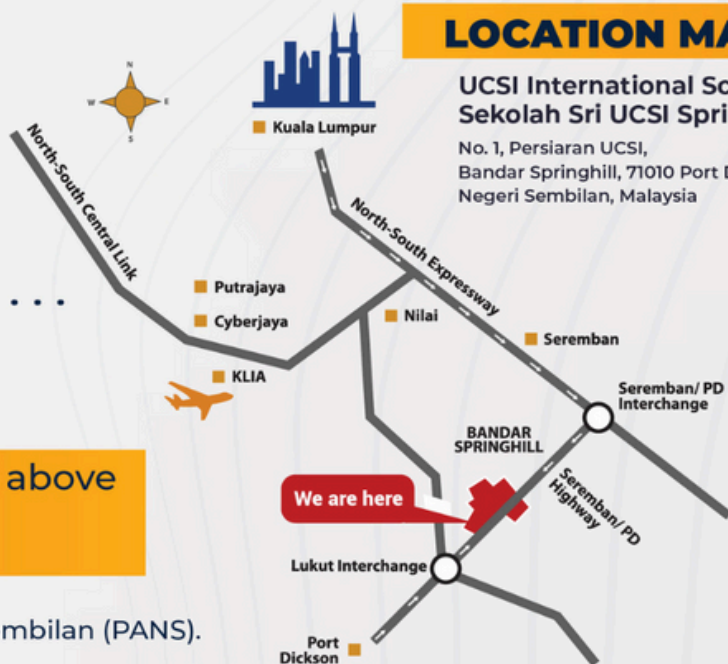 LOCATION MA
UCSI International Sc
Sekolah Sri UCSI Spri
No. 1, Persiaran UCSI,
Bandar Springhill, 71010 Port D
Negeri Sembilan, Malaysia
N
W
E
S
Kuala Lumpur
North-South Central Link
North-South Expressway
. . .
Putrajaya
Cyberjaya
KLIA
Nilai
Seremban
Seremban/ PD
Interchange
BANDAR
SPRINGHILL
Seremban/ PD
Highway
above
We are here
Lukut Interchange
mbilan (PANS).
Port
Dickson